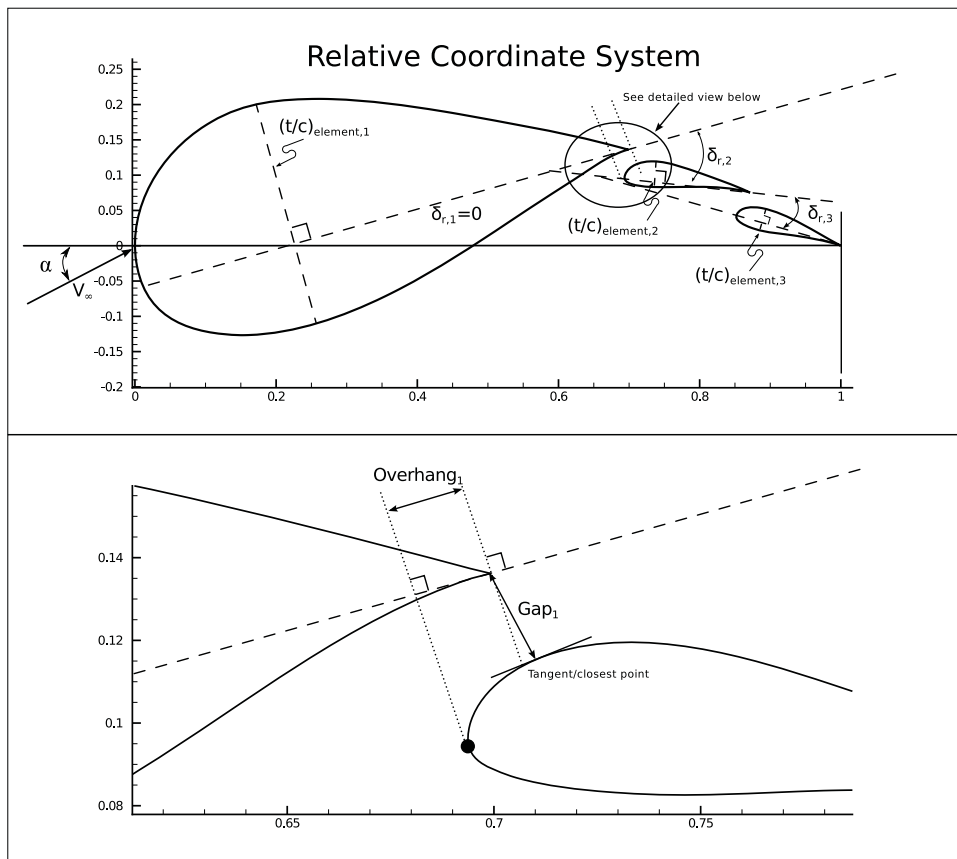 Relative Coordinate System
0.25
0.2
0.15
0.1
0.05
0
-0.05
-0.1
-0.15
-0.2
0
0.2
0.4
0.6
0.8
1
See detailed view below
(t/c)element,1
δr,1=0
δr,2
δr,3
(t/c)element,2
(t/c)element,3
α
V∞
Overhang1
0.14
0.12
0.1
0.08
Gap1
Tangent/closest point
0.65
0.7
0.75